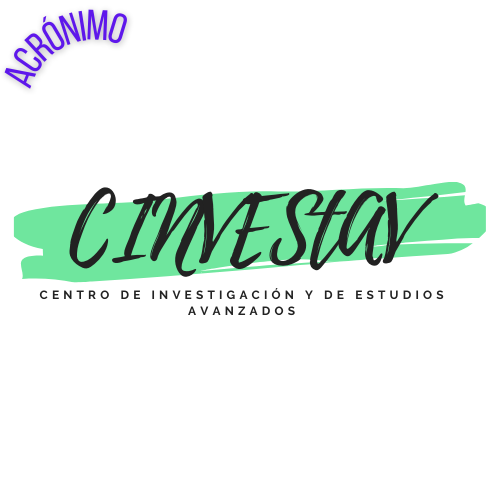 ACRÓNIMO
CINVEStaV
CENTRO DE INVESTIGACIÓN Y DE ESTUDIOS
AVANZADOS